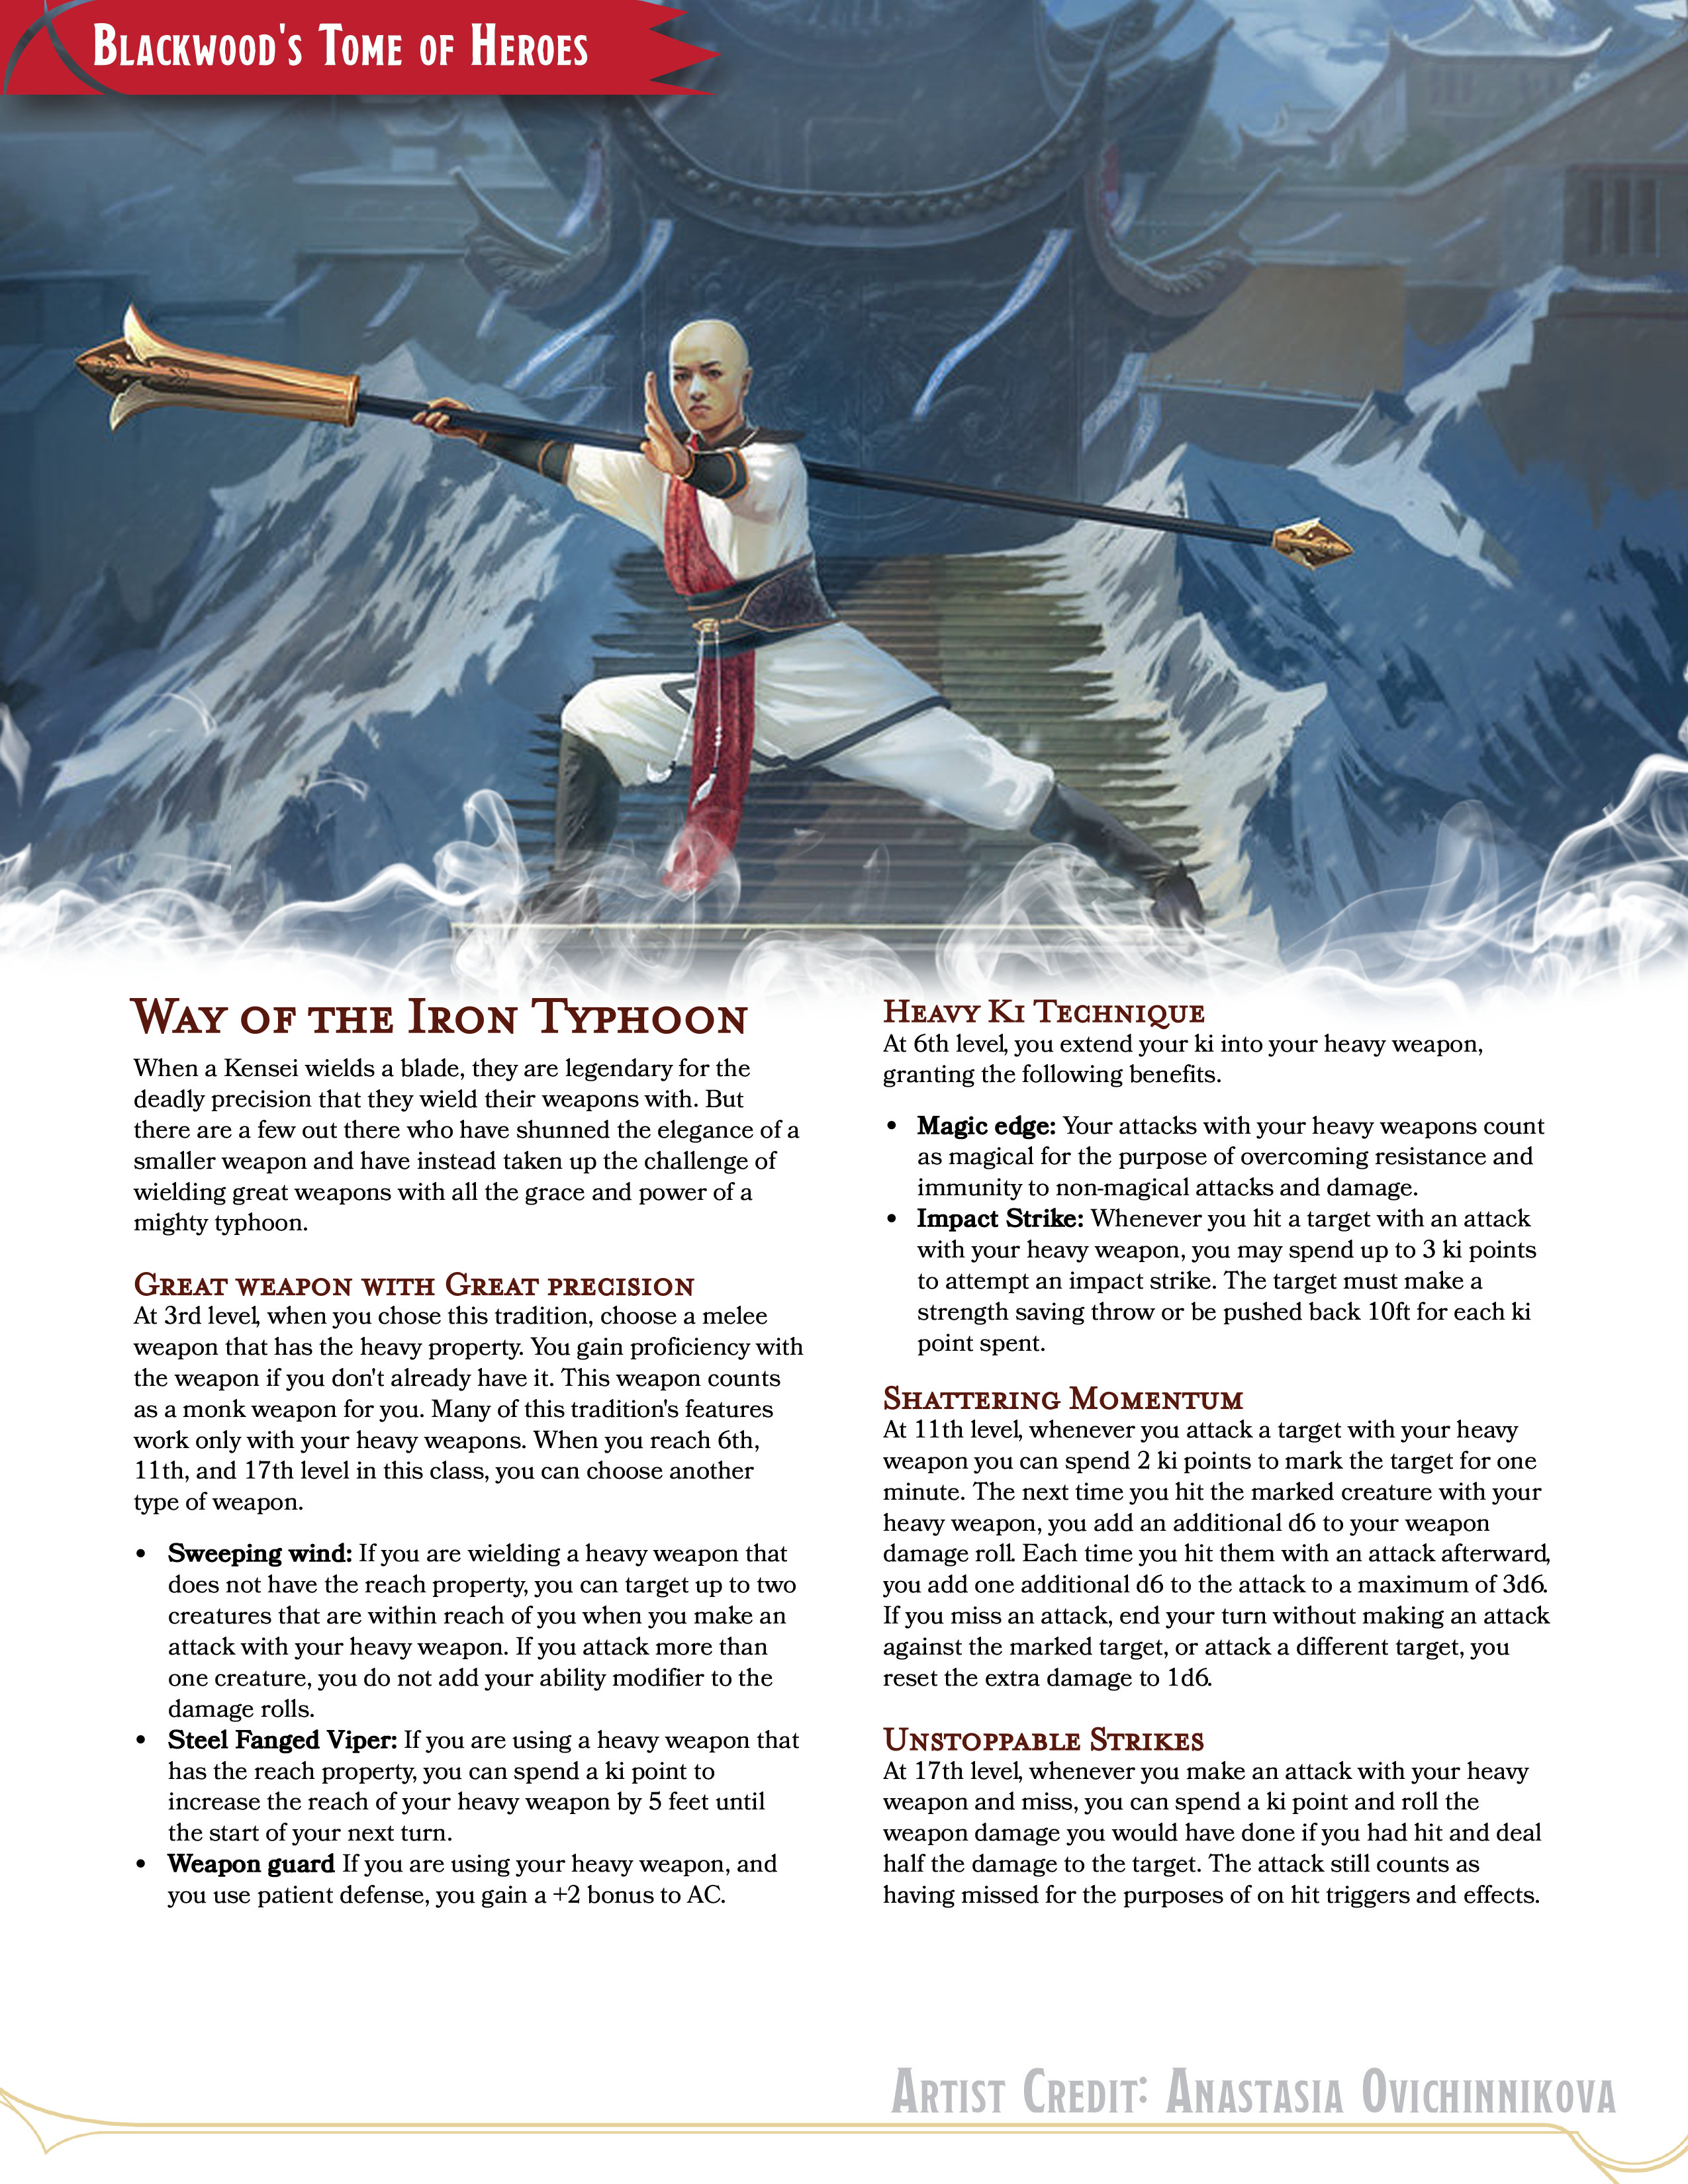 Blackwood's Tome of Heroes
Way of the Iron Typhoon
When a Kensei wields a blade, they are legendary for the
deadly precision that they wield their weapons with. But
there are a few out there who have shunned the elegance of a
smaller weapon and have instead taken up the challenge of
wielding great weapons with all the grace and power of a
mighty typhoon.
Great weapon with Great precision
At 3rd level, when you chose this tradition, choose a melee
weapon that has the heavy property. You gain proficiency with
the weapon if you don't already have it. This weapon counts
as a monk weapon for you. Many of this tradition's features
work only with your heavy weapons. When you reach 6th,
11th, and 17th level in this class, you can choose another
type of weapon.
• Sweeping wind: If you are wielding a heavy weapon that
does not have the reach property, you can target up to two
creatures that are within reach of you when you make an
attack with your heavy weapon. If you attack more than
one creature, you do not add your ability modifier to the
damage rolls.
• Steel Fanged Viper: If you are using a heavy weapon that
has the reach property, you can spend a ki point to
increase the reach of your heavy weapon by 5 feet until
the start of your next turn.
• Weapon guard If you are using your heavy weapon, and
you use patient defense, you gain a +2 bonus to AC.
Heavy Ki Technique
At 6th level, you extend your ki into your heavy weapon,
granting the following benefits.
• Magic edge: Your attacks with your heavy weapons count
as magical for the purpose of overcoming resistance and
immunity to non-magical attacks and damage.
• Impact Strike: Whenever you hit a target with an attack
with your heavy weapon, you may spend up to 3 ki points
to attempt an impact strike. The target must make a
strength saving throw or be pushed back 10ft for each ki
point spent.
Shattering Momentum
At 11th level, whenever you attack a target with your heavy
weapon you can spend 2 ki points to mark the target for one
minute. The next time you hit the marked creature with your
heavy weapon, you add an additional d6 to your weapon
damage roll. Each time you hit them with an attack afterward,
you add one additional d6 to the attack to a maximum of 3d6.
If you miss an attack, end your turn without making an attack
against the marked target, or attack a different target, you
reset the extra damage to 1d6.
Unstoppable Strikes
At 17th level, whenever you make an attack with your heavy
weapon and miss, you can spend a ki point and roll the
weapon damage you would have done if you had hit and deal
half the damage to the target. The attack still counts as
having missed for the purposes of on hit triggers and effects.
Artist Credit: Anastasia Ovichinnikova